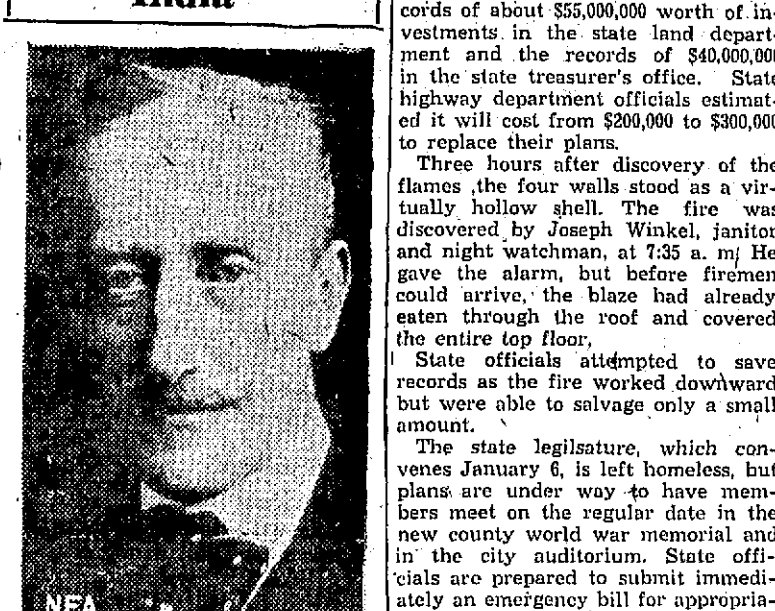 India
NEA
cords of about $55,000,000 worth of in-
vestments in the state land depart-
ment and the records of $40,000,000
in the state treasurer's office. State
highway department officials estimat-
ed it will cost from $200,000 to $300,000
to replace their plans.
Three hours after discovery of the
flames ,the four walls stood as a vir-
tually hollow shell. The fire was
discovered by Joseph Winkel, janitor
and night watchman, at 7:35 a. m. He
gave the alarm, but before firemen
could arrive, the blaze had already
eaten through the roof and covered
the entire top floor,
State officials attempted to save
records as the fire worked downward
but were able to salvage only a small
amount.
The state legilsature, which con-
venes January 6, is left homeless, but
plans are under way to have mem-
bers meet on the regular date in the
new county world war memorial and
in the city auditorium. State offi-
cials are prepared to submit immedi-
ately an emergency bill for appropria-